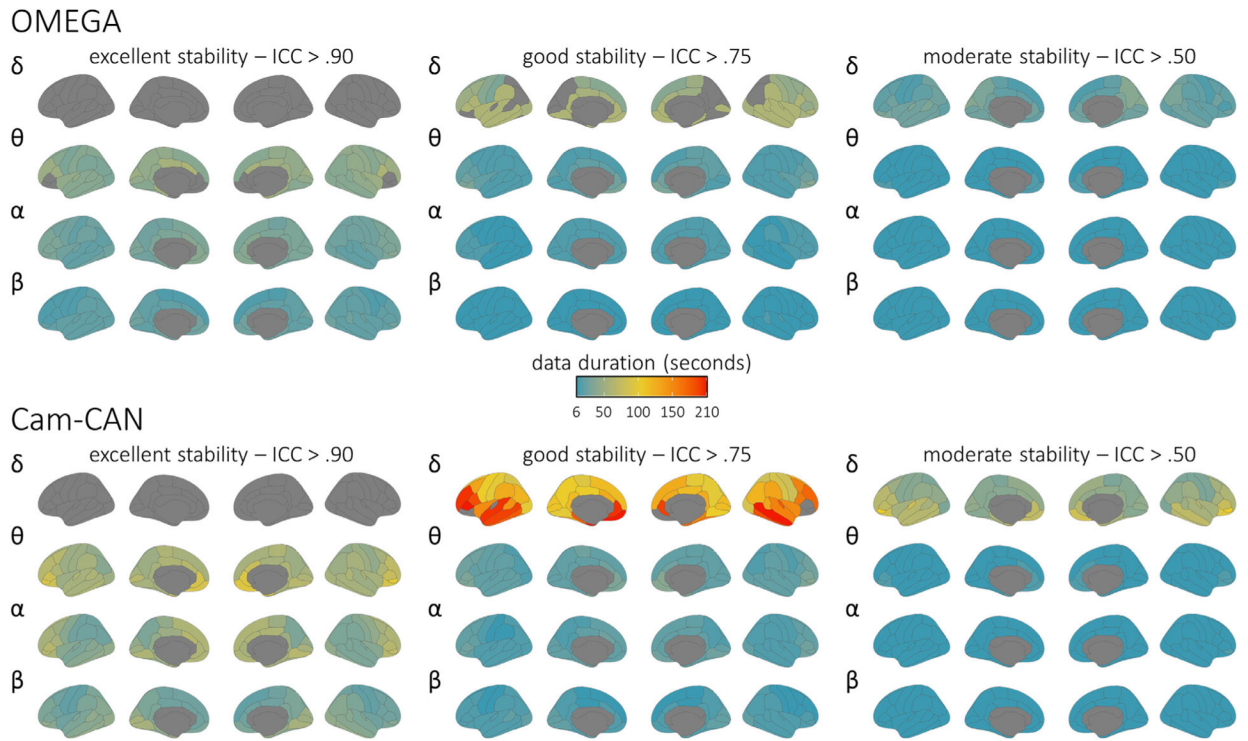 OMEGA
excellent stability – ICC > .90
good stability – ICC > .75
moderate stability – ICC > .50
δ
δ
δ
θ
θ
θ
α
α
α
β
β
β
data duration (seconds)
6 50 100 150 210
Cam-CAN
excellent stability – ICC > .90
good stability – ICC > .75
moderate stability – ICC > .50
δ
δ
δ
θ
θ
θ
α
α
α
β
β
β